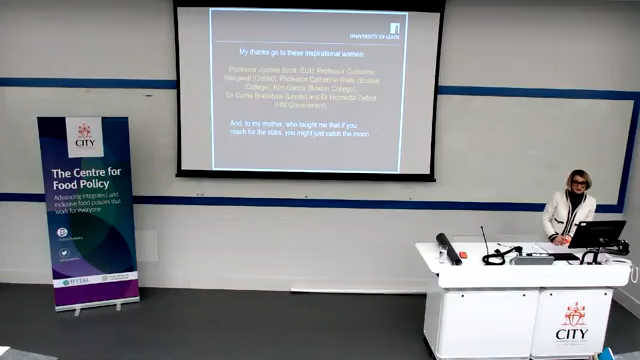 UNIVERSITY OF LEEDS
My thanks go to these inspirational women:
Professor Joanne Scott (EUI), Professor Catherine
Redgwell (Oxford), Professor Catharine Wells (Boston
College), Kim Garcia (Boston College),
Dr Carrie Bradshaw (Leeds) and Dr Henrietta
(HM Government)
And, to my mother, who taught me that if you
reach for the stars, you might just catch the moon
CITY
The Centre for
Food Policy
Advancing integrated and
inclusive food policies that
work for everyone
CITY